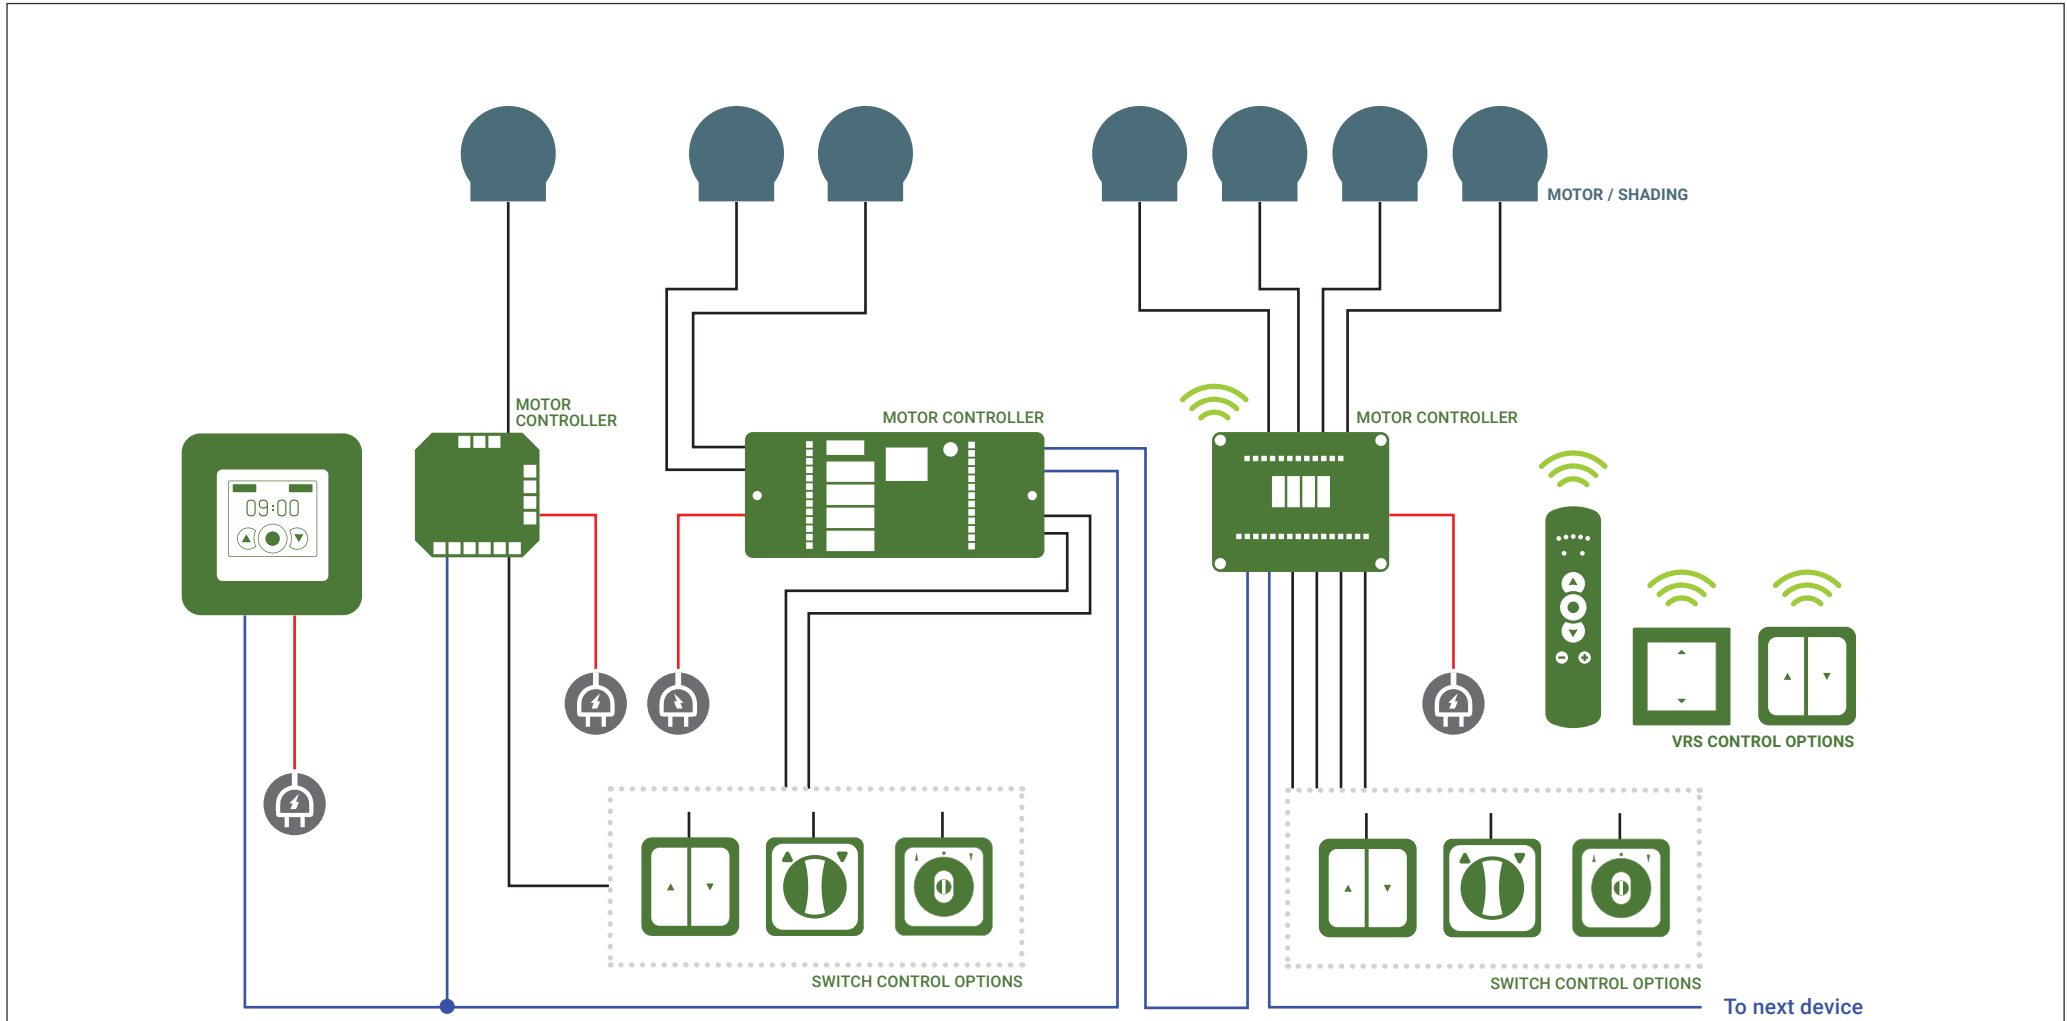 MOTOR / SHADING
MOTOR
CONTROLLER
MOTOR CONTROLLER
MOTOR CONTROLLER
09:00
VRS CONTROL OPTIONS
SWITCH CONTROL OPTIONS
SWITCH CONTROL OPTIONS
To next device